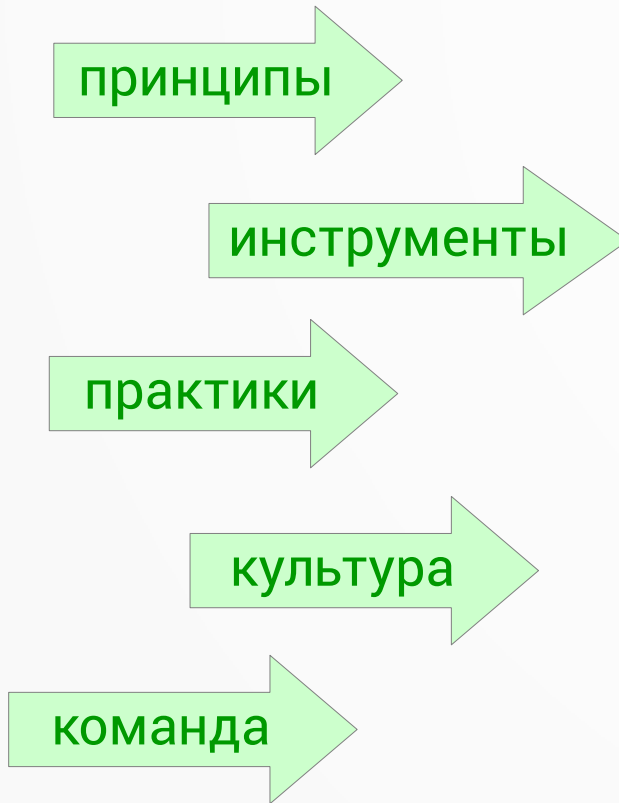 принципы
инструменты
практики
культура
команда